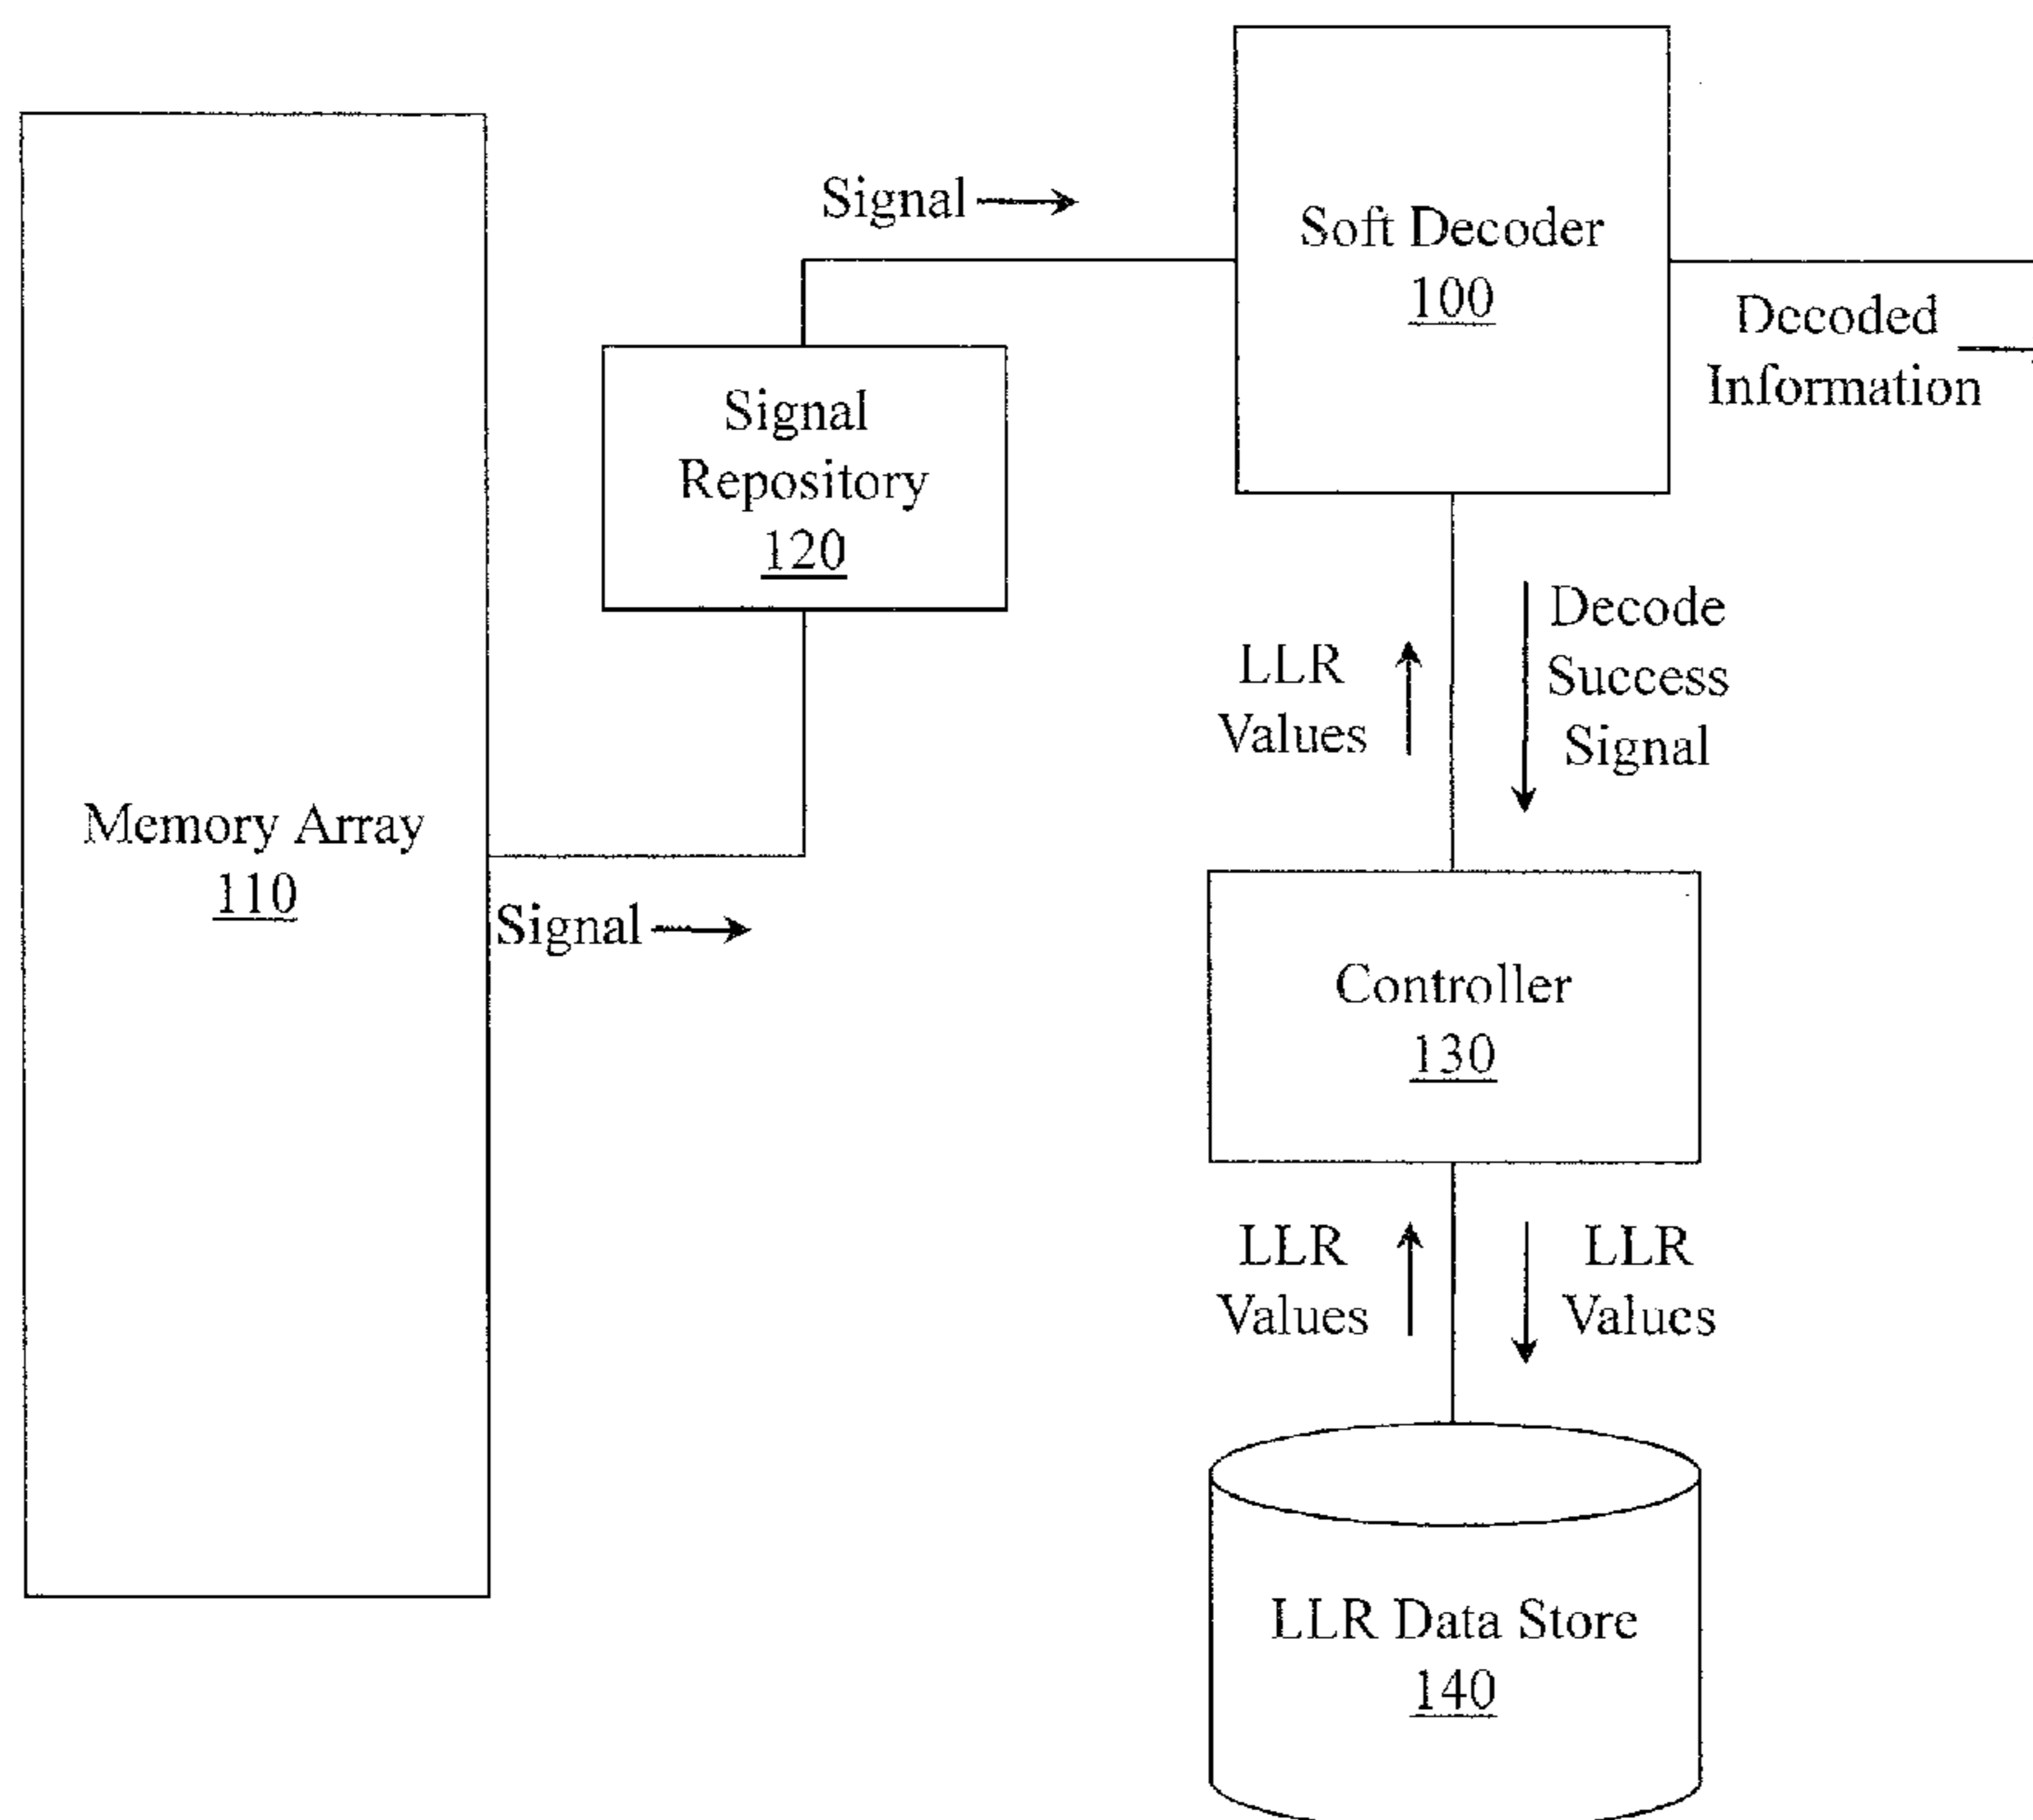 Signal
Soft Decoder
100
Decoded
Information
Signal
Repository
120
Decode
Success
Signal
LLR
Values
Memory Array
110
Signal
Controller
130
LLR
Values
LLR
Values
LLR Data Store
140